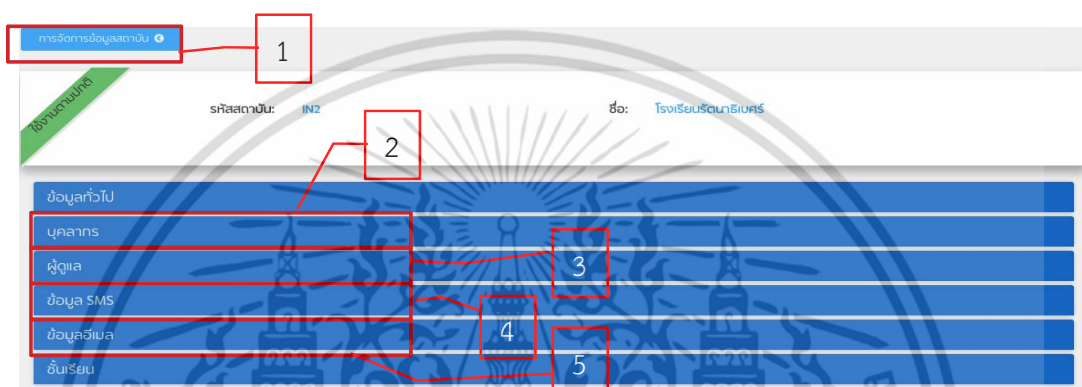 การจัดการข้อมูลสถาบัน
1
ใช้งานตามปกติ
รหัสสถาบัน: IN2 ชื่อ: โรงเรียนรัตนาธิเบศร์
2
ข้อมูลทั่วไป
บุคลากร
ผู้ดูแล
3
ข้อมูล SMS
4
ข้อมูลอีเมล
5
ชั้นเรียน